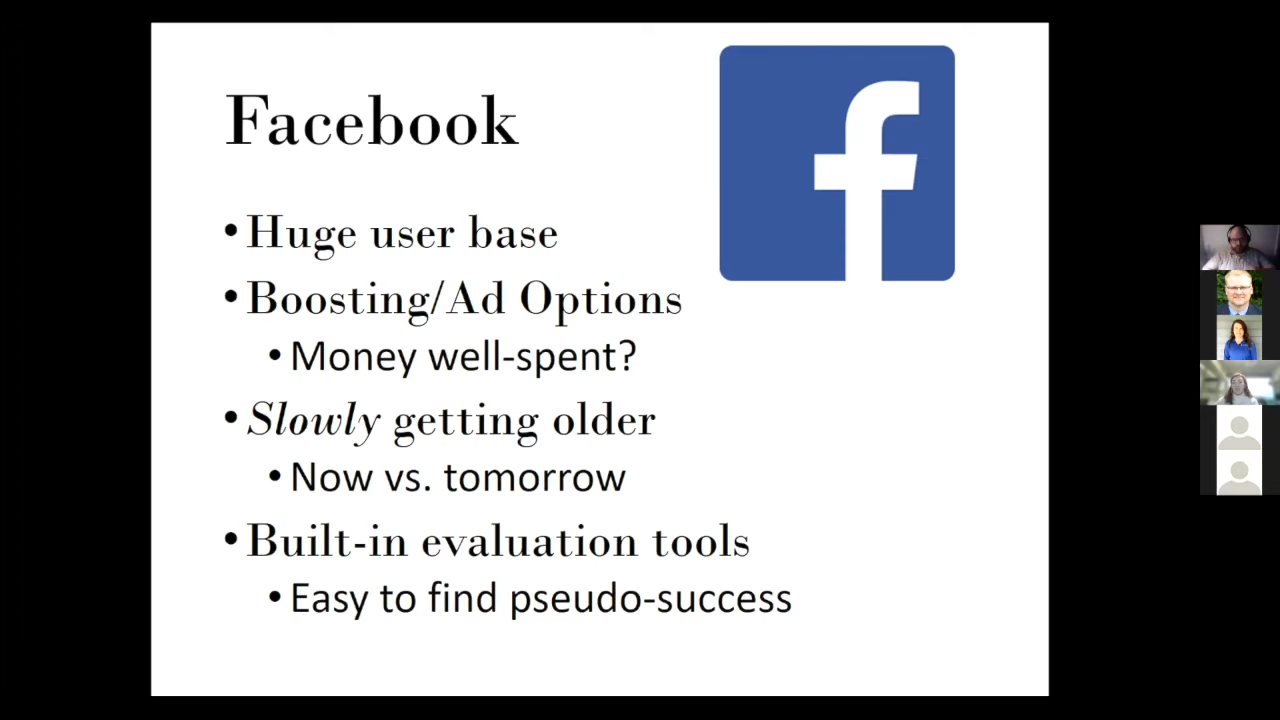 Facebook
•Huge user base
•Boosting/Ad Options
•Money well-spent?
•Slowly getting older
•Now vs. tomorrow
•Built-in evaluation tools
•Easy to find pseudo-success